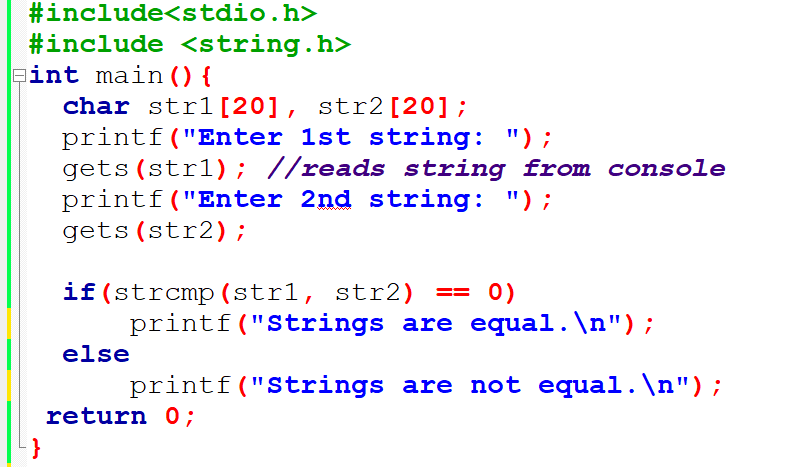 #include<stdio.h>
#include <string.h>
int main(){
char str1[20], str2[20];
printf("Enter 1st string: ");
gets(str1); //reads string from console
printf("Enter 2nd string: ");
gets(str2);
if(strcmp(str1, str2) == 0)
printf("Strings are equal.\n");
else
printf("Strings are not equal.\n");
return 0;
}